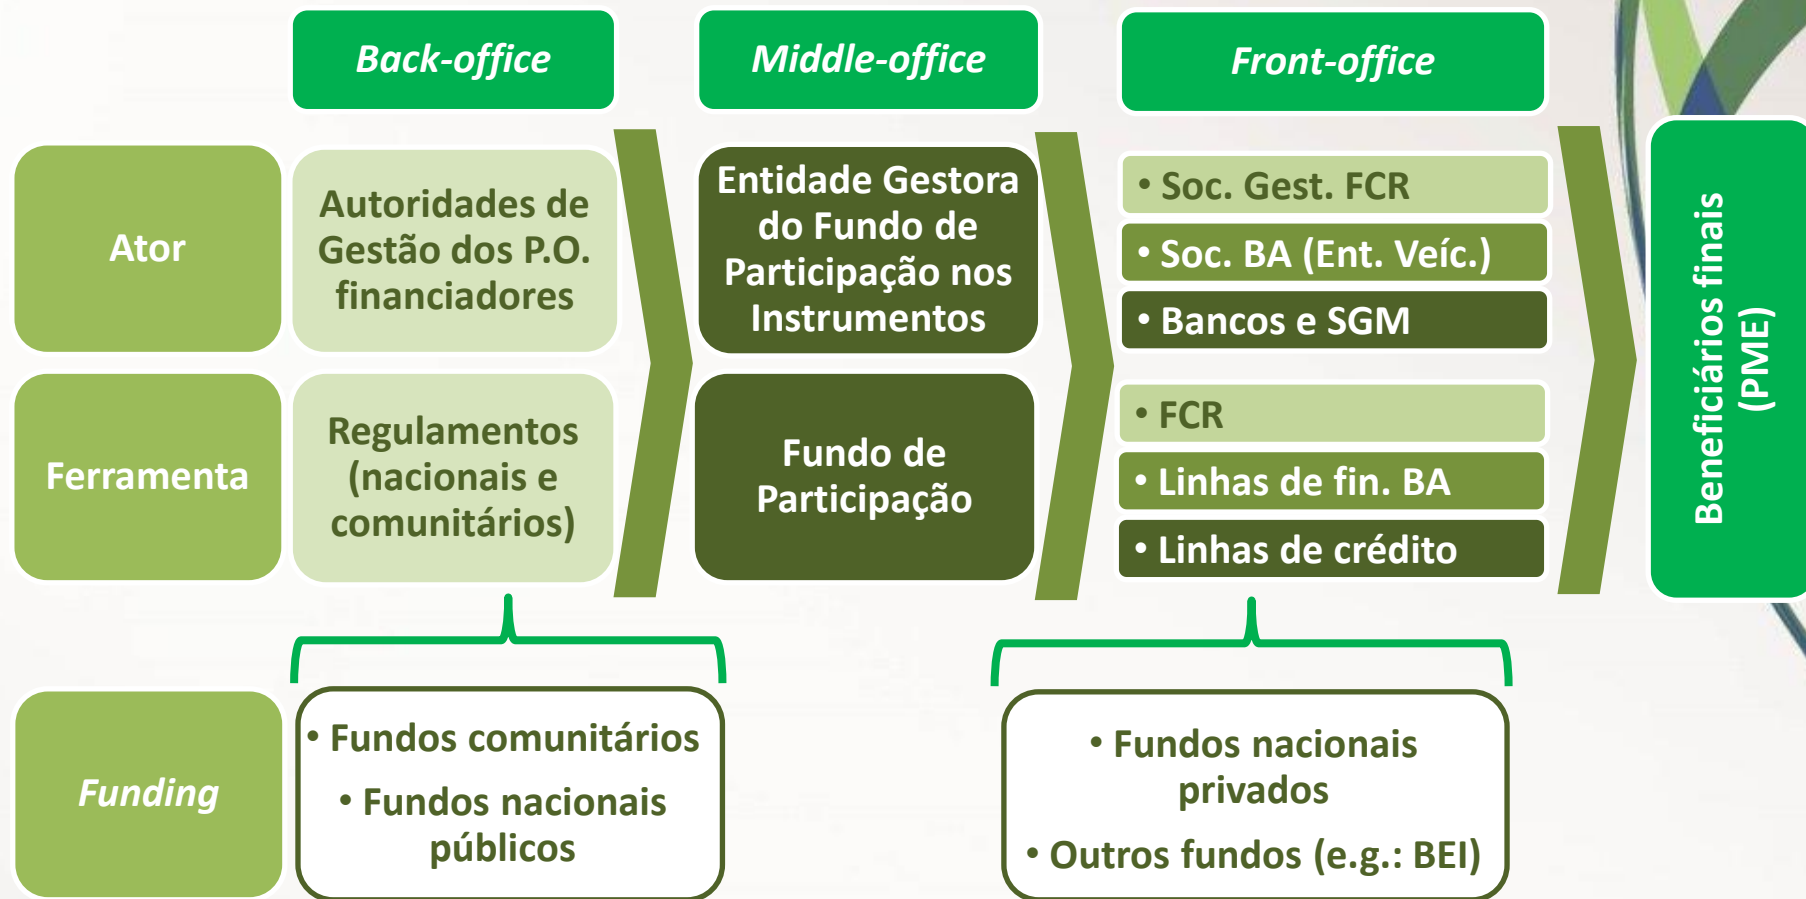 Back-office
Middle-office
Front-office
Ator
Autoridades de
Gestão dos P.O.
financiadores
Entidade Gestora
do Fundo de
Participação nos
Instrumentos
• Soc. Gest. FCR
• Soc. BA (Ent. Veíc.)
• Bancos e SGM
Ferramenta
Regulamentos
(nacionais e
comunitários)
Fundo de
Participação
• FCR
• Linhas de fin. BA
• Linhas de crédito
Beneficiários finais
(PME)
Funding
• Fundos comunitários
• Fundos nacionais
públicos
• Fundos nacionais
privados
• Outros fundos (e.g.: BEI)